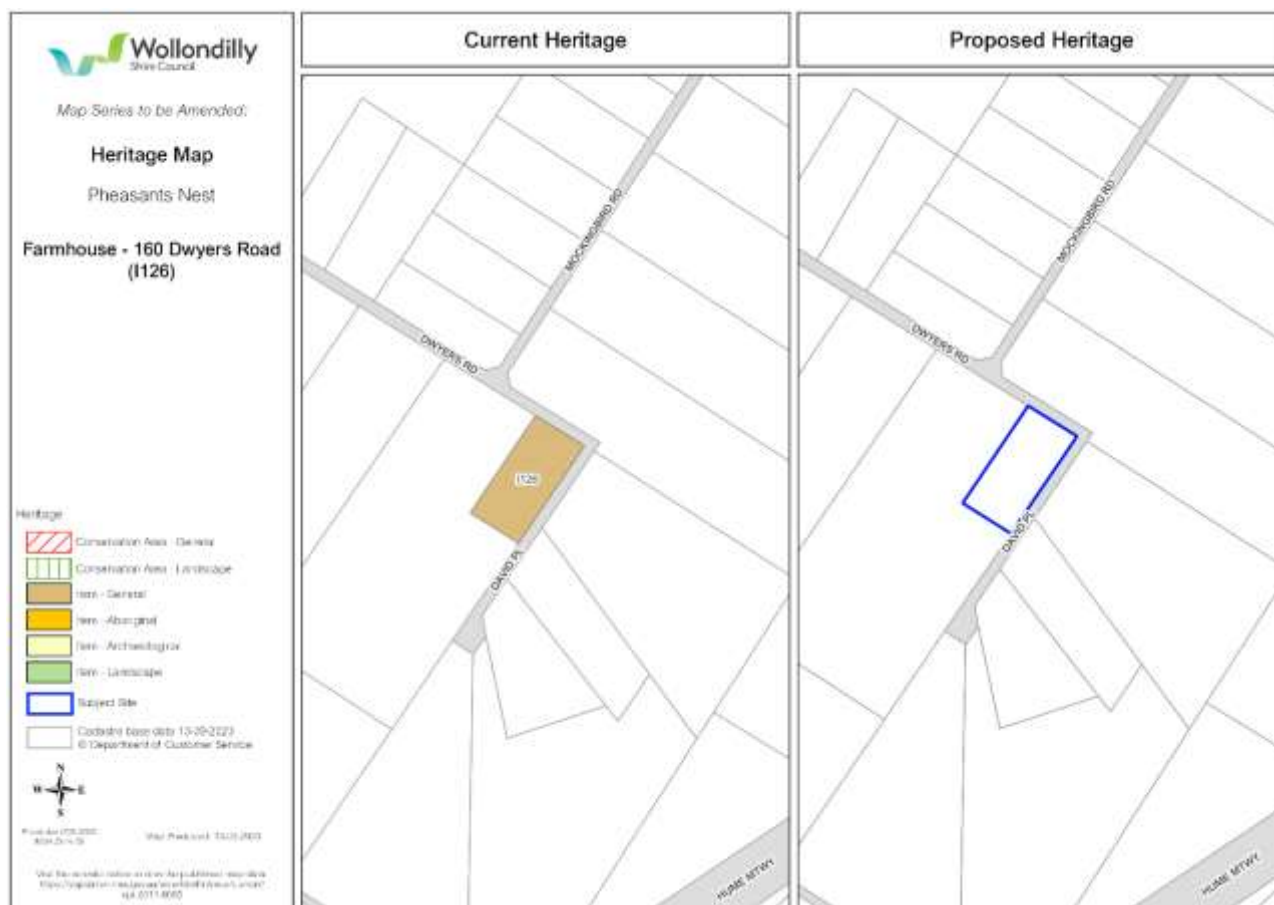 Wollondilly
Shire Council
Map Series to be Amended:
Heritage Map
Pheasants Nest
Farmhouse - 160 Dwyers Road
(I126)
Heritage
Conservation Area - General
Conservation Area - Landscape
Item - General
Item - Aboriginal
Item - Archaeological
Item - Landscape
Subject Site
Cadastre base data
© Department of Customer Service
N
W E
S
Current Heritage
MOCKINGBIRD RD
DWYERS RD
I126
DAVID PL
HUME MTWY
Proposed Heritage
MOCKINGBIRD RD
DWYERS RD
DAVID PL
HUME MTWY